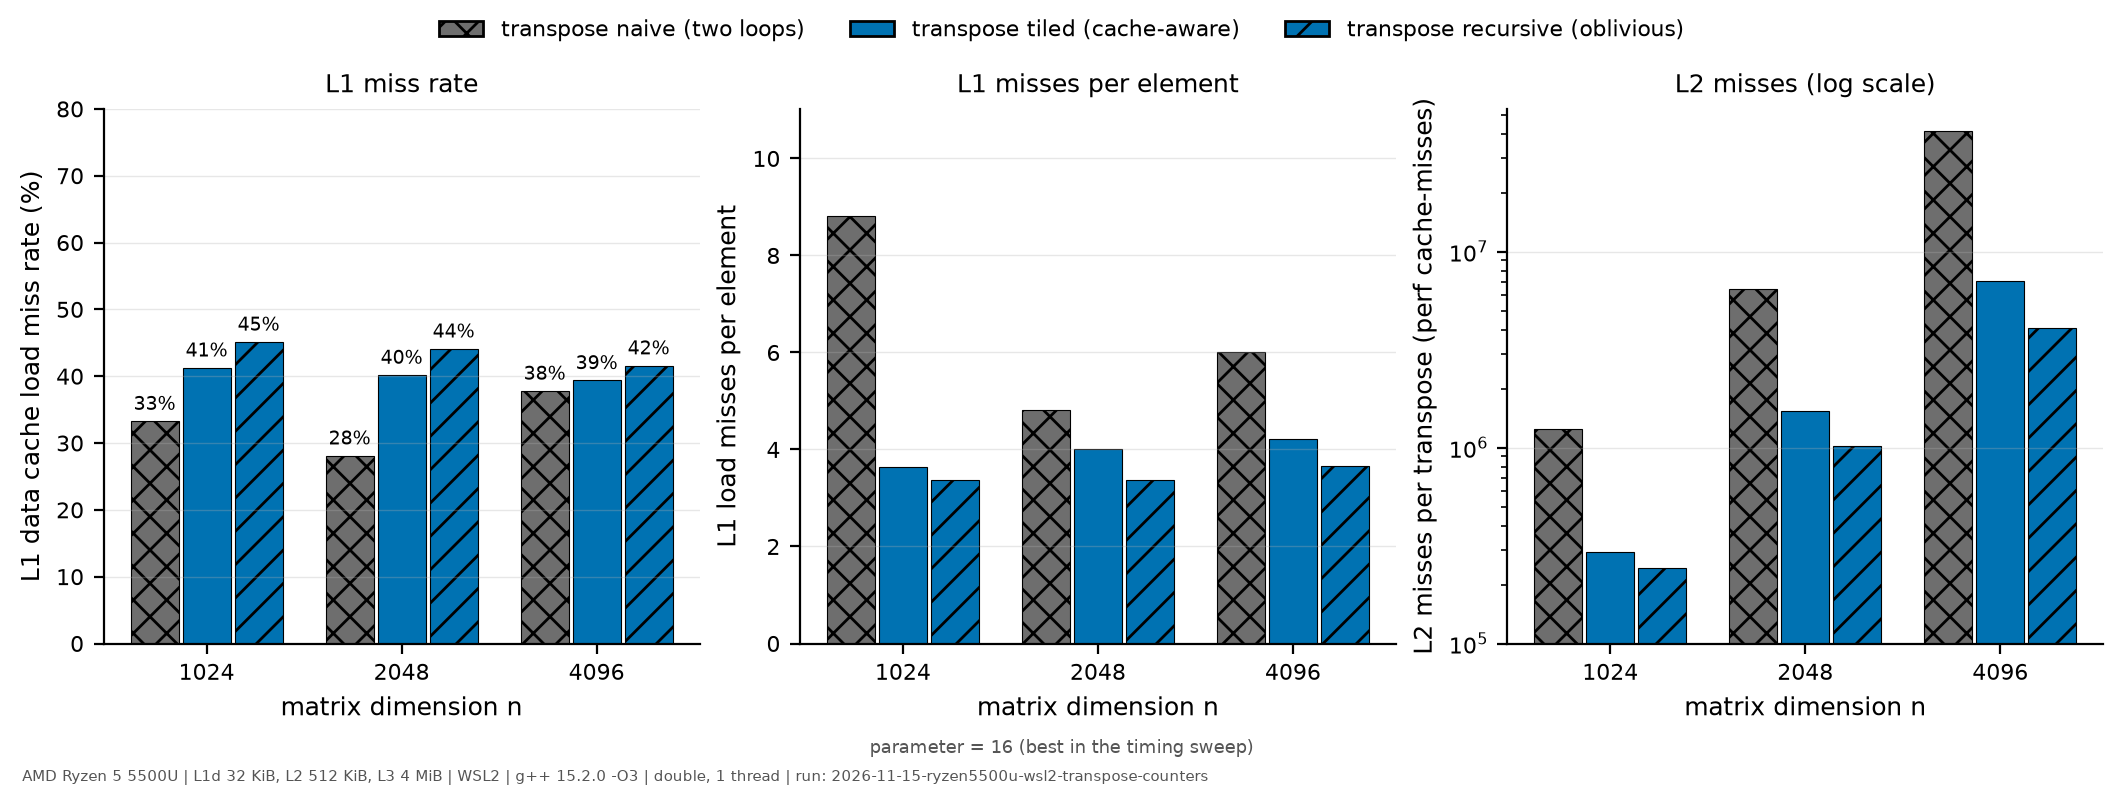 transpose naive (two loops) transpose tiled (cache-aware) transpose recursive (oblivious)
L1 miss rate
L1 data cache load miss rate (%)
80
70
60
50
40
30
20
10
0
33%
41%
45%
28%
40%
44%
38%
39%
42%
1024 2048 4096
matrix dimension n
L1 misses per element
L1 load misses per element
10
8
6
4
2
0
1024 2048 4096
matrix dimension n
L2 misses (log scale)
L2 misses per transpose (perf cache-misses)
10⁷
10⁶
10⁵
1024 2048 4096
matrix dimension n
parameter = 16 (best in the timing sweep)
AMD Ryzen 5 5500U | L1d 32 KiB, L2 512 KiB, L3 4 MiB | WSL2 | g++ 15.2.0 -O3 | double, 1 thread | run: 2026-11-15-ryzen5500u-wsl2-transpose-counters